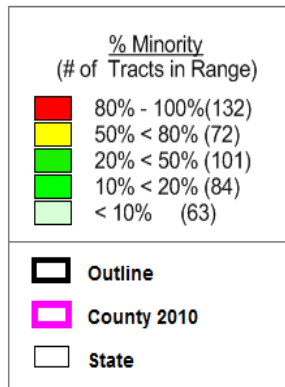 % Minority
(# of Tracts in Range)
80% - 100%(132)
50% < 80% (72)
20% < 50% (101)
10% < 20% (84)
< 10% (63)
Outline
County 2010
State